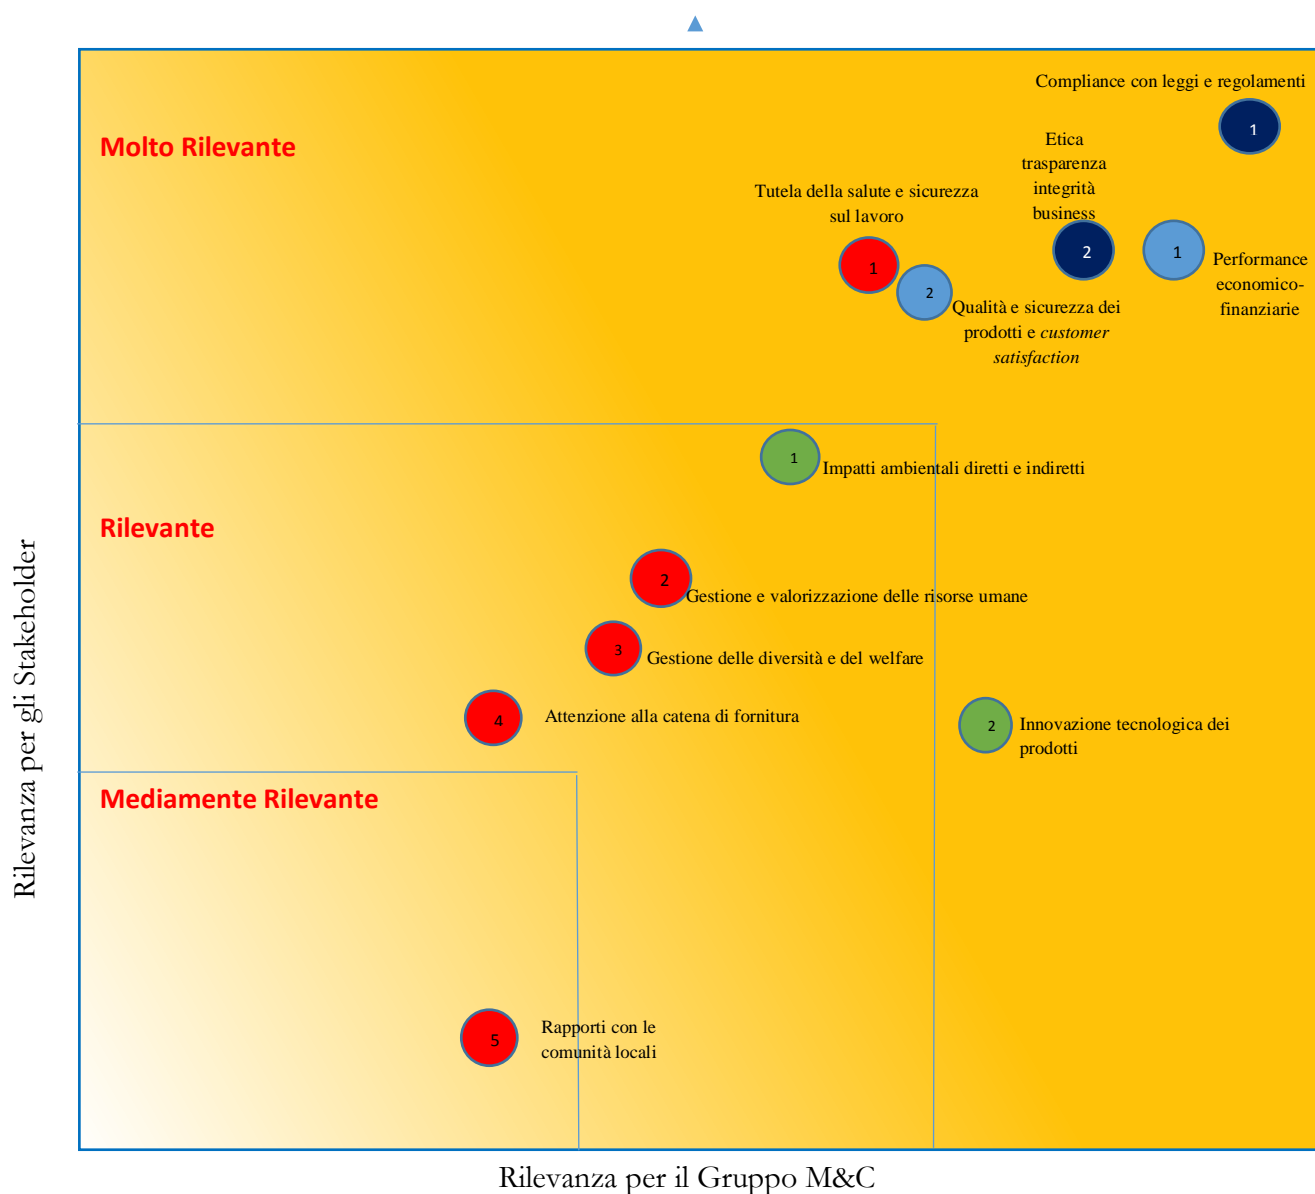 Compliance con leggi e regolamenti
1
Molto Rilevante
Etica
trasparenza
integrità
business
Tutela della salute e sicurezza
sul lavoro
2
1
Performance
economico-
finanziarie
1
2
Qualità e sicurezza dei
prodotti e customer
satisfaction
1
Impatti ambientali diretti e indiretti
Rilevante
2
Gestione e valorizzazione delle risorse umane
3
Gestione delle diversità e del welfare
4
Attenzione alla catena di fornitura
2
Innovazione tecnologica dei
prodotti
Mediamente Rilevante
5
Rapporti con le
comunità locali
Rilevanza per gli Stakeholder
Rilevanza per il Gruppo M&C